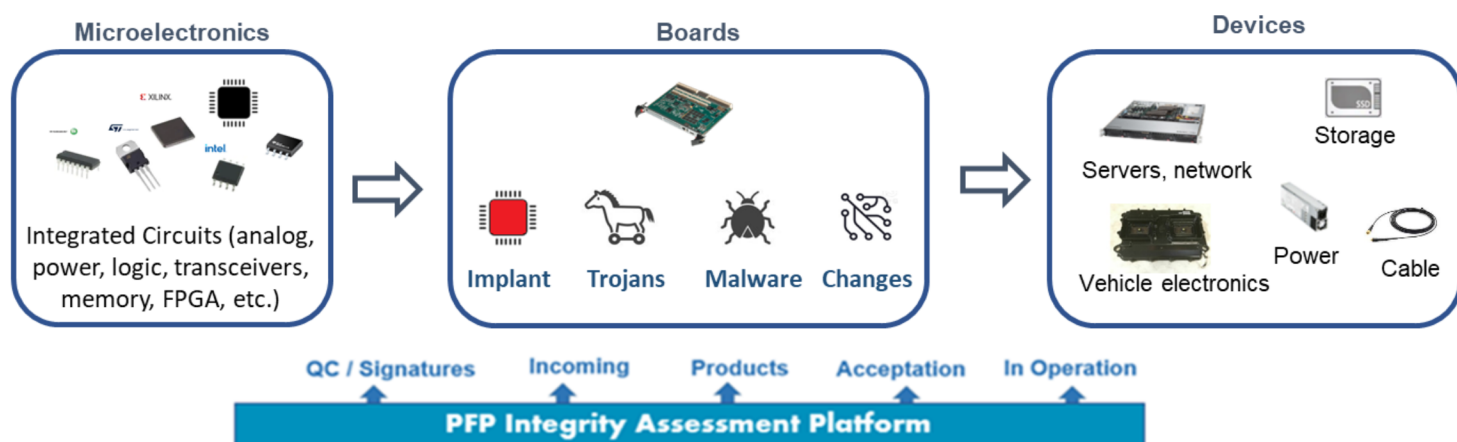 Microelectronics
Boards
Devices
XILINX
ST
intel
Integrated Circuits (analog,
power, logic, transceivers,
memory, FPGA, etc.)
Implant
Trojans
Malware
Changes
SSD
Storage
Servers, network
Vehicle electronics
Power
Cable
QC / Signatures
Incoming
Products
Acceptation
In Operation
PFP Integrity Assessment Platform